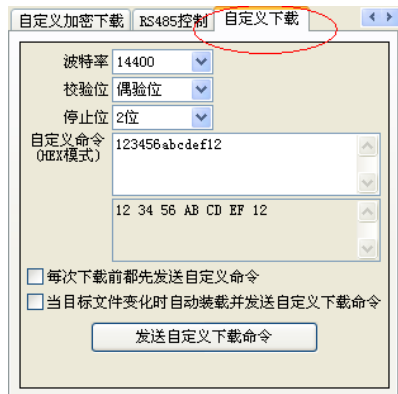 自定义加密下载 RS485控制 自定义下载
波特率 14400
校验位 偶验位
停止位 2位
自定义命令 123456abcdef12
(HEX模式)
12 34 56 AB CD EF 12
每次下载前都先发送自定义命令
当目标文件变化时自动装载并发送自定义下载命令
发送自定义下载命令